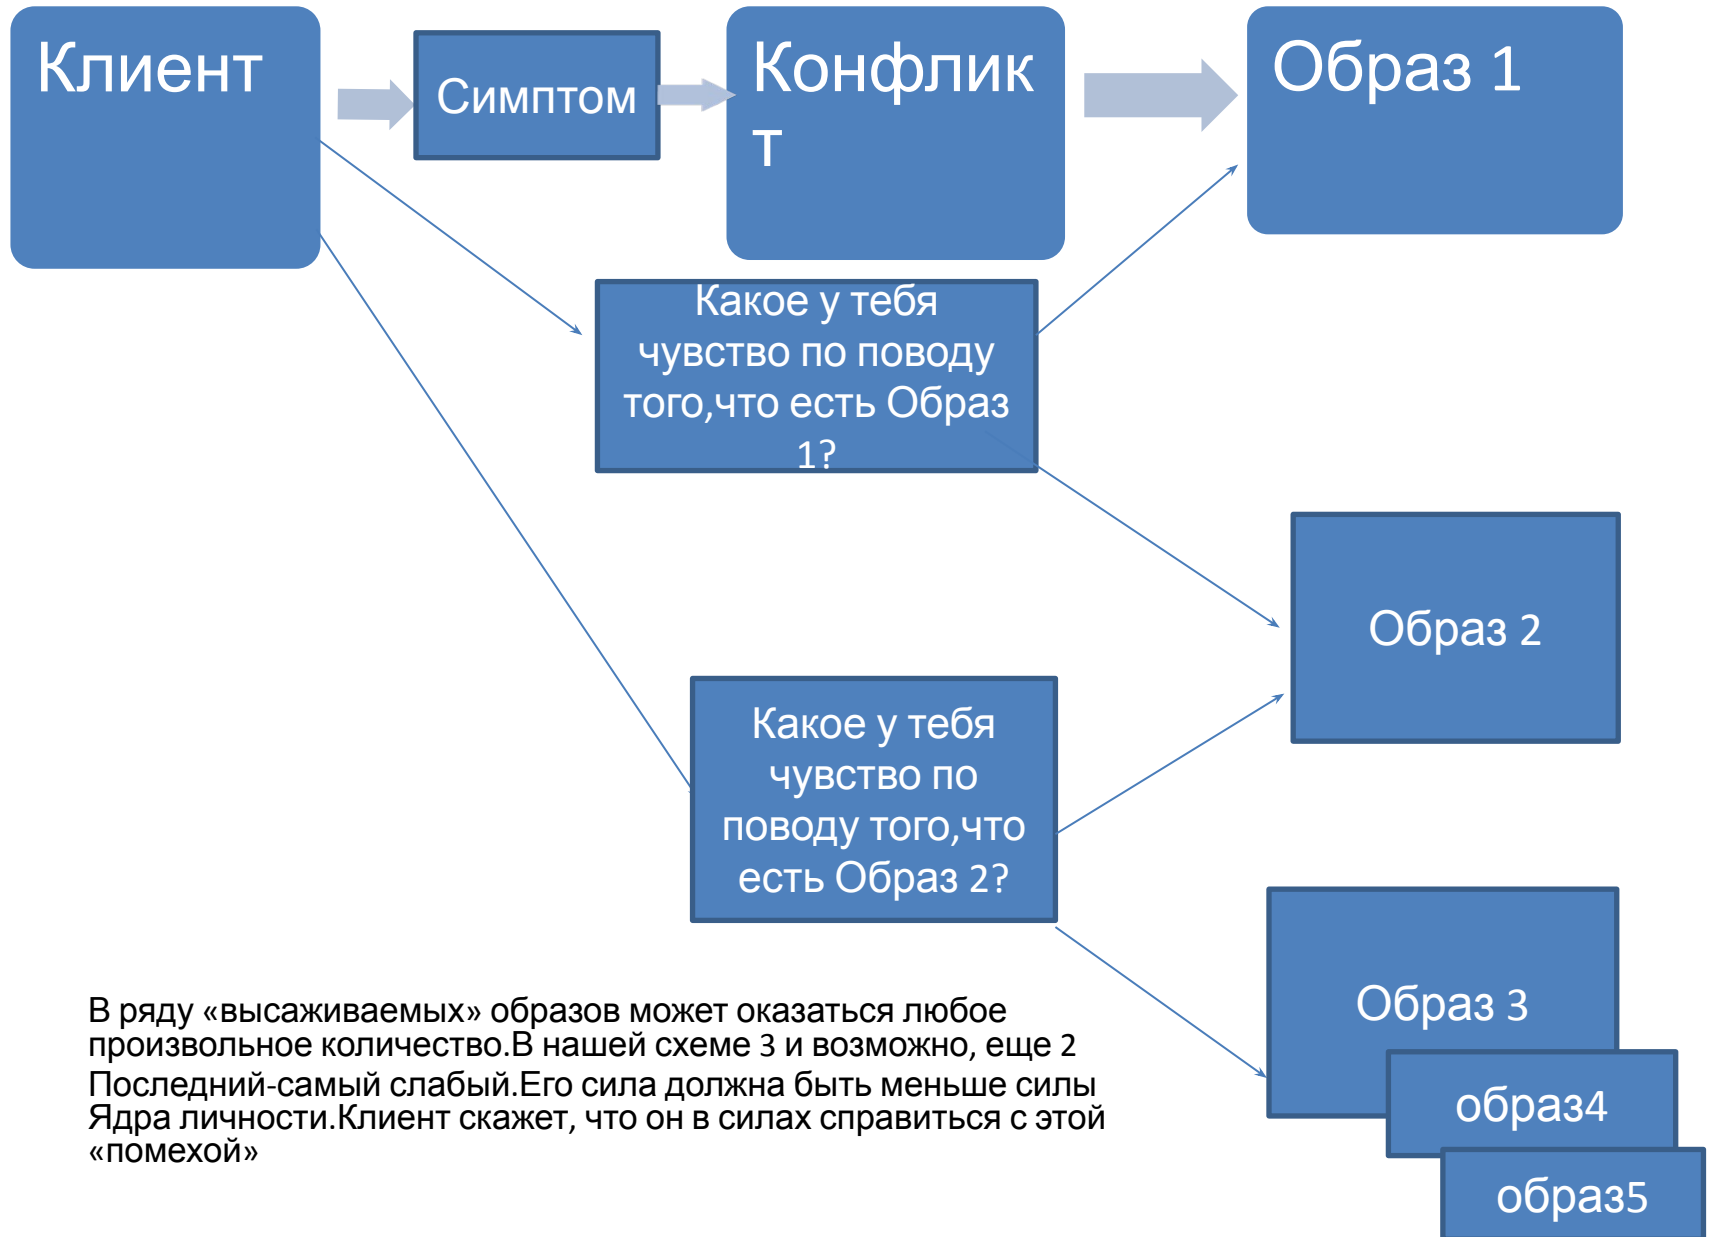 Клиент
Симптом
Конфлик
т
Образ 1
Какое у тебя
чувство по поводу
того,что есть Образ
1?
Образ 2
Какое у тебя
чувство по
поводу того,что
есть Образ 2?
Образ 3
образ4
образ5
В ряду «высаживаемых» образов может оказаться любое
произвольное количество.В нашей схеме 3 и возможно, еще 2
Последний-самый слабый.Его сила должна быть меньше силы
Ядра личности.Клиент скажет, что он в силах справиться с этой
«помехой»